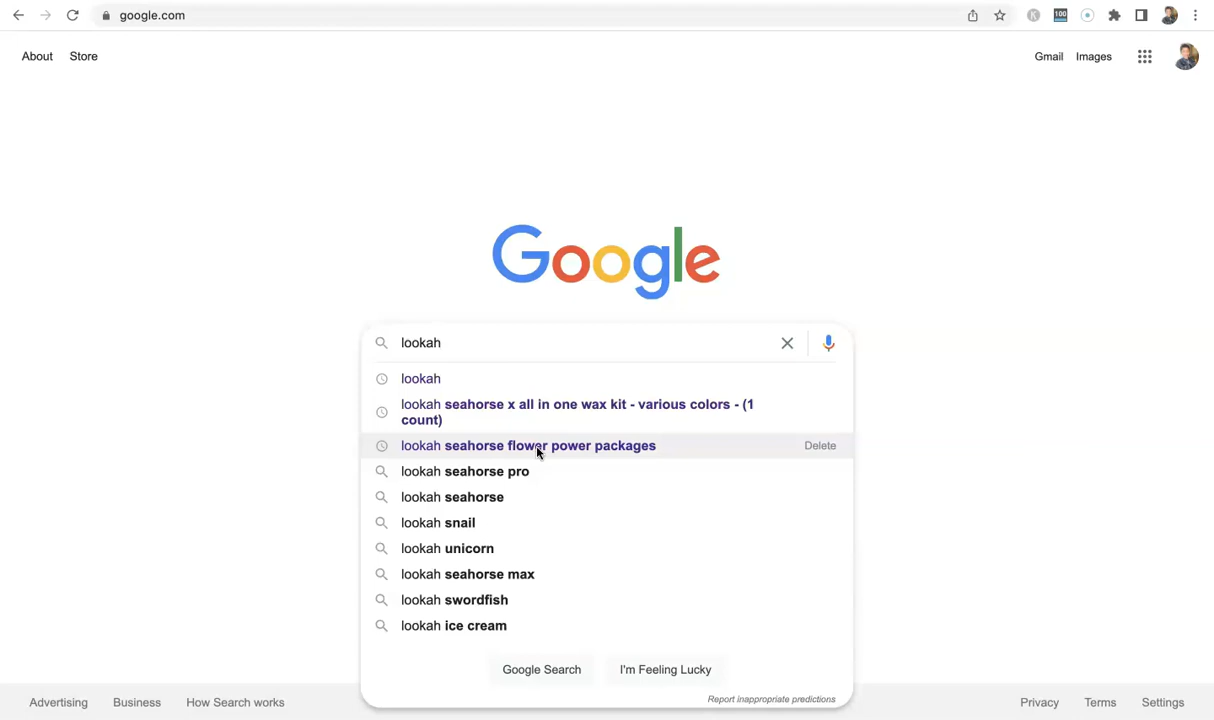 google.com
100
About Store
Gmail Images
Google
lookah
lookah
lookah seahorse x all in one wax kit - various colors - (1
count)
lookah seahorse flower power packages Delete
lookah seahorse pro
lookah seahorse
lookah snail
lookah unicorn
lookah seahorse max
lookah swordfish
lookah ice cream
Google Search I'm Feeling Lucky
Report inappropriate predictions
Advertising Business How Search works Privacy Terms Settings